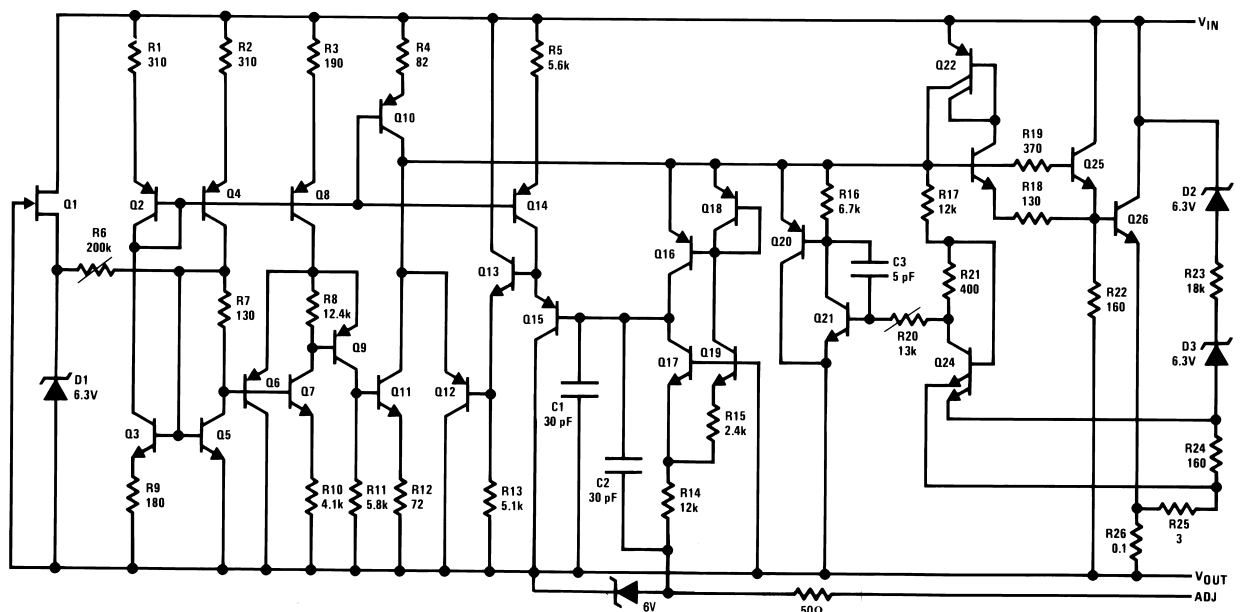 R1
310
R2
310
R3
190
R4
82
R5
5.6k
VIN
Q22
Q10
R19
370
Q25
Q1
Q2
Q4
Q8
Q14
Q18
R16
6.7k
R17
12k
R18
130
Q26
D2
6.3V
R6
200k
Q13
Q16
Q20
C3
5 pF
R21
400
R23
18k
R7
130
R8
12.4k
Q15
Q21
R20
13k
R22
160
Q9
Q17
Q19
Q24
D3
6.3V
D1
6.3V
Q6
Q7
Q11
Q12
C1
30 pF
R15
2.4k
Q3
Q5
R24
160
R9
180
R10
4.1k
R11
5.8k
R12
72
R13
5.1k
C2
30 pF
R14
12k
R26
0.1
R25
3
VOUT
6V
50Ω
ADJ